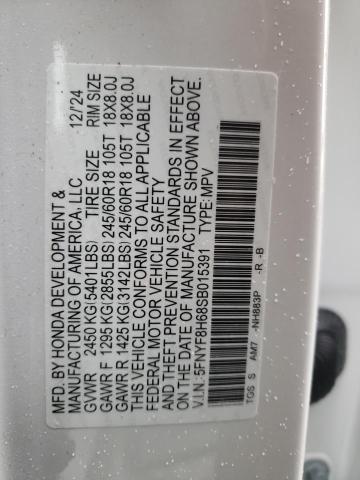 MFD. BY HONDA DEVELOPMENT &
MANUFACTURING OF AMERICA, LLC 12/'24
GVWR 2450 KG(5401LBS) TIRE SIZE RIM SIZE
GAWR F 1295 KG(2855LBS)245/60R18 105T 18X8.0J
GAWR R 1425 KG(3142LBS)245/60R18 105T 18X8.0J
THIS VEHICLE CONFORMS TO ALL APPLICABLE
FEDERAL MOTOR VEHICLE SAFETY
AND THEFT PREVENTION STANDARDS IN EFFECT
ON THE DATE OF MANUFACTURE SHOWN ABOVE.
V.I.N.: 5FNYF8H68SB015391 TYPE: MPV
TGS S AM7 -NH883P -R -B